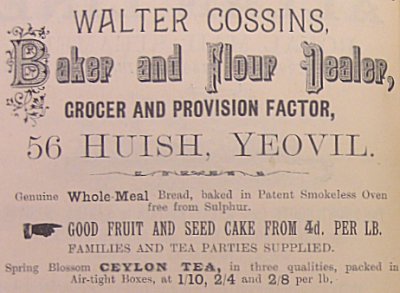 WALTER COSSINS,
Baker and Flour Dealer,
GROCER AND PROVISION FACTOR,
56 HUISH, YEOVIL.
Genuine Whole-Meal Bread, baked in Patent Smokeless Oven
free from Sulphur.
GOOD FRUIT AND SEED CAKE FROM 4d. PER LB.
FAMILIES AND TEA PARTIES SUPPLIED.
Spring Blossom CEYLON TEA, in three qualities, packed in
Air-tight Boxes, at 1/10, 2/4 and 2/8 per lb.